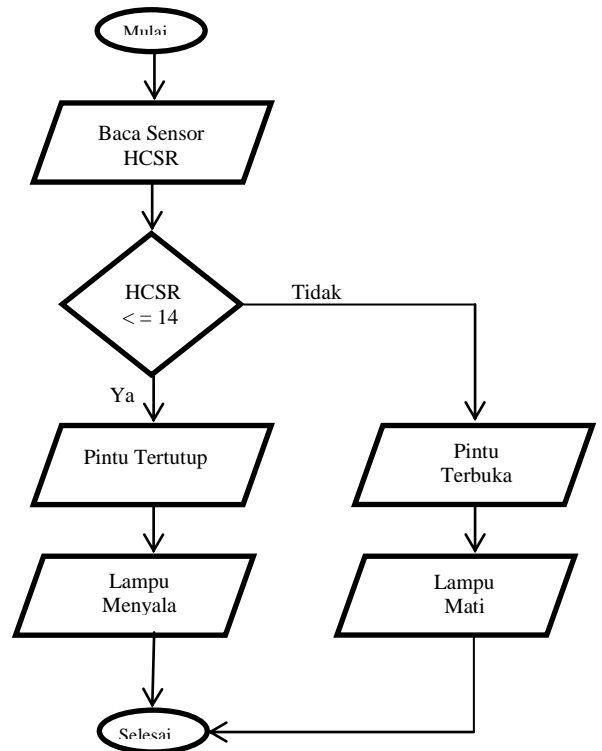 Mulai
Baca Sensor
HCSR
HCSR
< = 14
Tidak
Ya
Pintu Tertutup
Pintu
Terbuka
Lampu
Menyala
Lampu
Mati
Selesai